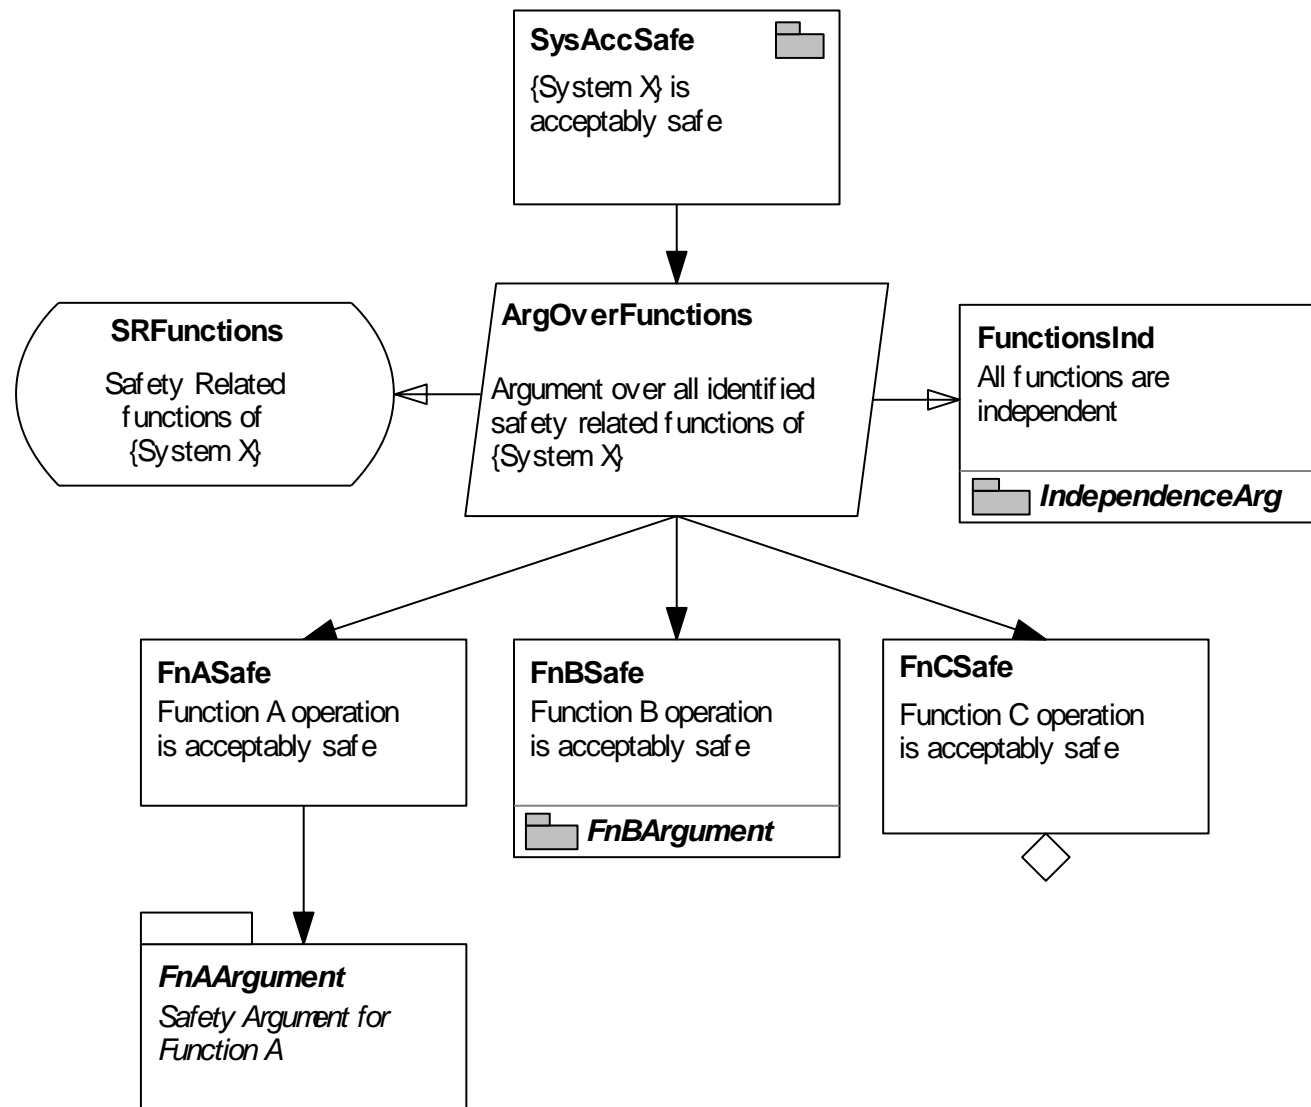 SysAccSafe
{System X} is
acceptably safe
SRFunctions
Safety Related
functions of
{System X}
ArgOverFunctions
Argument over all identified
safety related functions of
{System X}
FunctionsInd
All functions are
independent
IndependenceArg
FnASafe
Function A operation
is acceptably safe
FnBSafe
Function B operation
is acceptably safe
FnBArgument
FnCSafe
Function C operation
is acceptably safe
FnAArgument
Safety Argument for
Function A